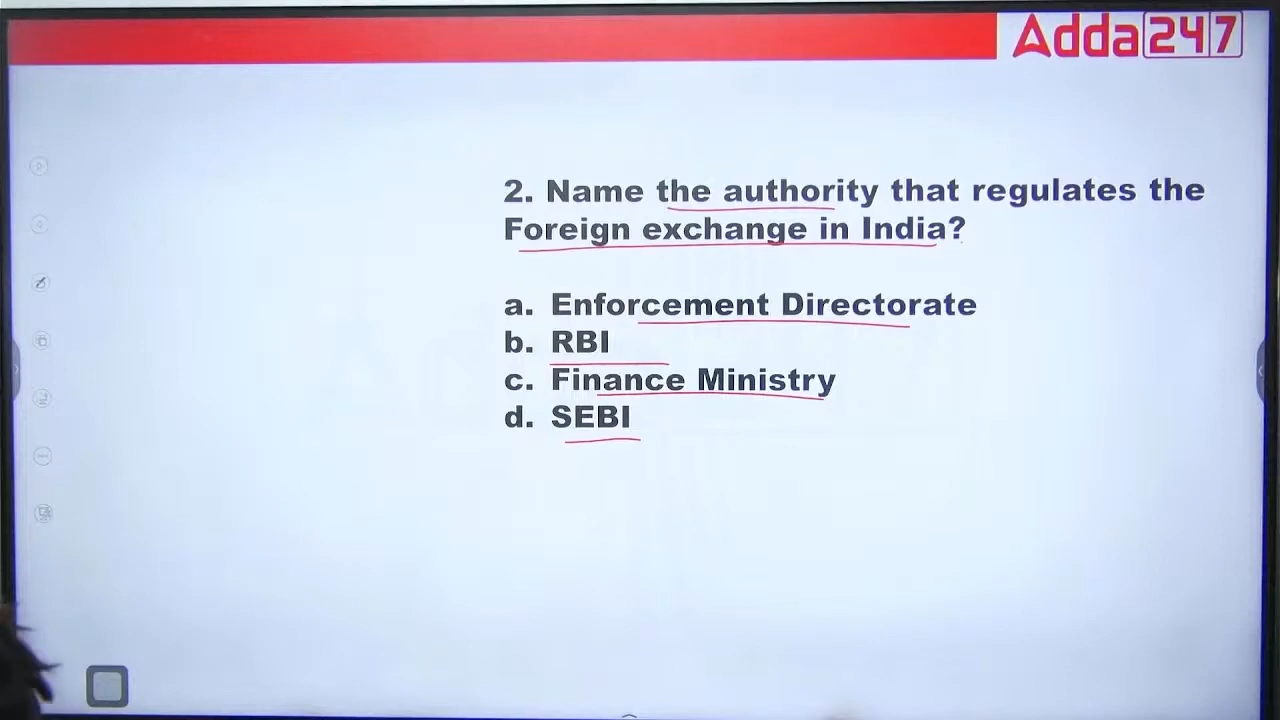 Adda247
2. Name the authority that regulates the
Foreign exchange in India?
a. Enforcement Directorate
b. RBI
c. Finance Ministry
d. SEBI